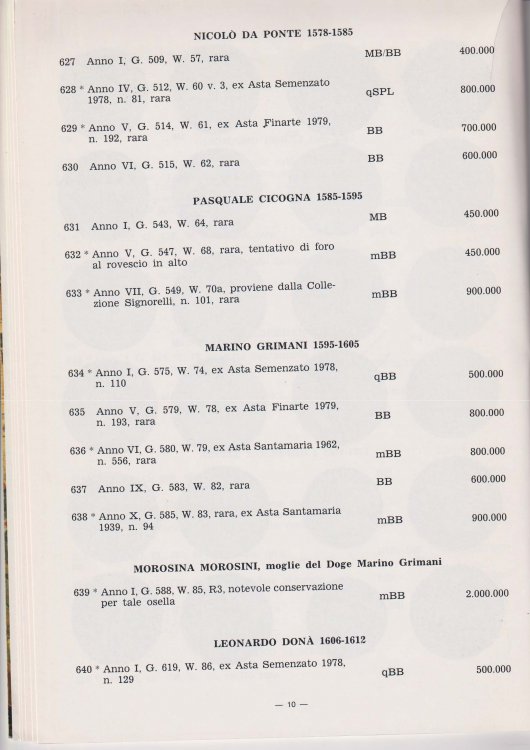 NICOLÒ DA PONTE 1578-1585
627 Anno I, G. 509, W. 57, rara MB/BB 400.000
628 * Anno IV, G. 512, W. 60 v. 3, ex Asta Semenzato
1978, n. 81, rara qSPL 800.000
629 * Anno V, G. 514, W. 61, ex Asta Finarte 1979,
n. 192, rara BB 700.000
630 Anno VI, G. 515, W. 62, rara BB 600.000
PASQUALE CICOGNA 1585-1595
631 Anno I, G. 543, W. 64, rara MB 450.000
632 * Anno V, G. 547, W. 68, rara, tentativo di foro
al rovescio in alto mBB 450.000
633 * Anno VII, G. 549, W. 70a, proviene dalla Colle-
zione Signorelli, n. 101, rara mBB 900.000
MARINO GRIMANI 1595-1605
634 * Anno I, G. 575, W. 74, ex Asta Semenzato 1978,
n. 110 qBB 500.000
635 Anno V, G. 579, W. 78, ex Asta Finarte 1979,
n. 193, rara BB 800.000
636 * Anno VI, G. 580, W. 79, ex Asta Santamaria 1962,
n. 556, rara mBB 800.000
637 Anno IX, G. 583, W. 82, rara BB 600.000
638 * Anno X, G. 585, W. 83, rara, ex Asta Santamaria
1939, n. 94 mBB 900.000
MOROSINA MOROSINI, moglie del Doge Marino Grimani
639 * Anno I, G. 588, W. 85, R3, notevole conservazione
per tale osella mBB 2.000.000
LEONARDO DONÀ 1606-1612
640 * Anno I, G. 619, W. 86, ex Asta Semenzato 1978,
n. 129 qBB 500.000
— 10 —